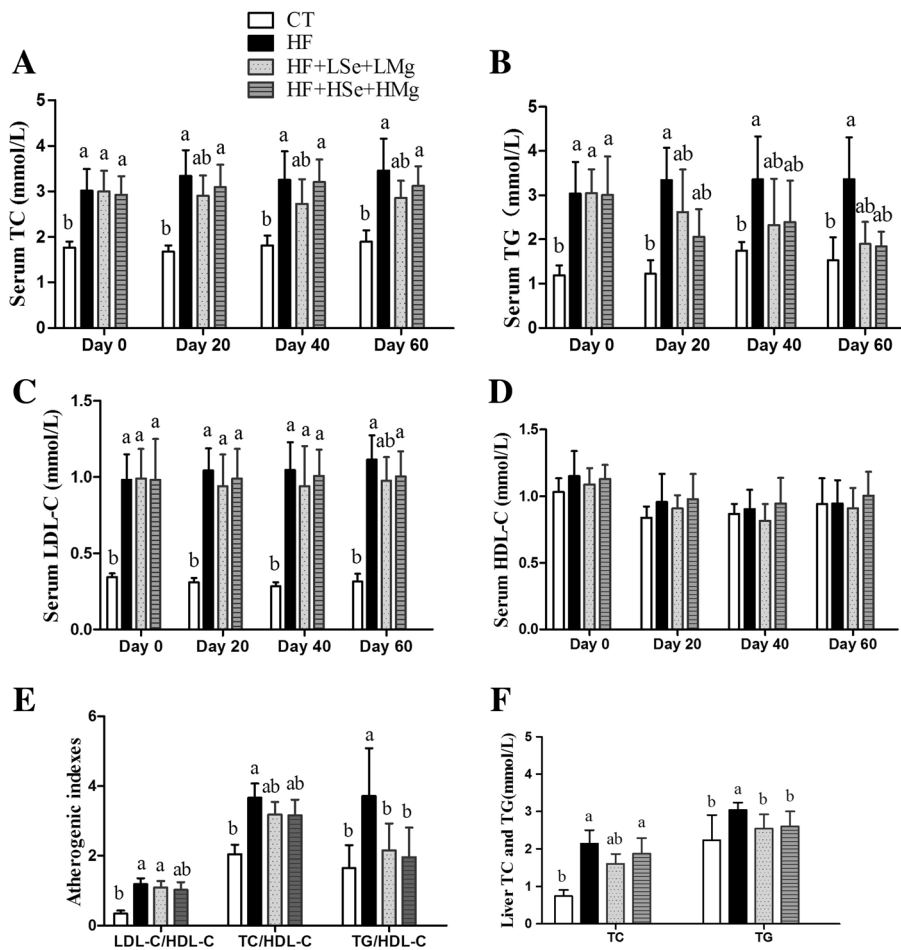 CT
HF
HF+LSe+LMg
HF+HSe+HMg
A
Serum TC (mmol/L)
5
4
3
2
1
0
b a a a
b a ab a
b a ab a
b a ab a
Day 0 Day 20 Day 40 Day 60
B
Serum TG (mmol/L)
5
4
3
2
1
0
b a a a
b a ab ab
b a ab ab
b a ab ab
Day 0 Day 20 Day 40 Day 60
C
Serum LDL-C (mmol/L)
1.5
1.0
0.5
0.0
b a a a
b a a a
b a a a
b a ab a
Day 0 Day 20 Day 40 Day 60
D
Serum HDL-C (mmol/L)
1.5
1.0
0.5
0.0
Day 0 Day 20 Day 40 Day 60
E
Atherogenic indexes
6
4
2
0
b a a ab
b a ab ab
b a b b
LDL-C/HDL-C TC/HDL-C TG/HDL-C
F
Liver TC and TG(mmol/L)
5
4
3
2
1
0
b a ab a
b a b b
TC TG